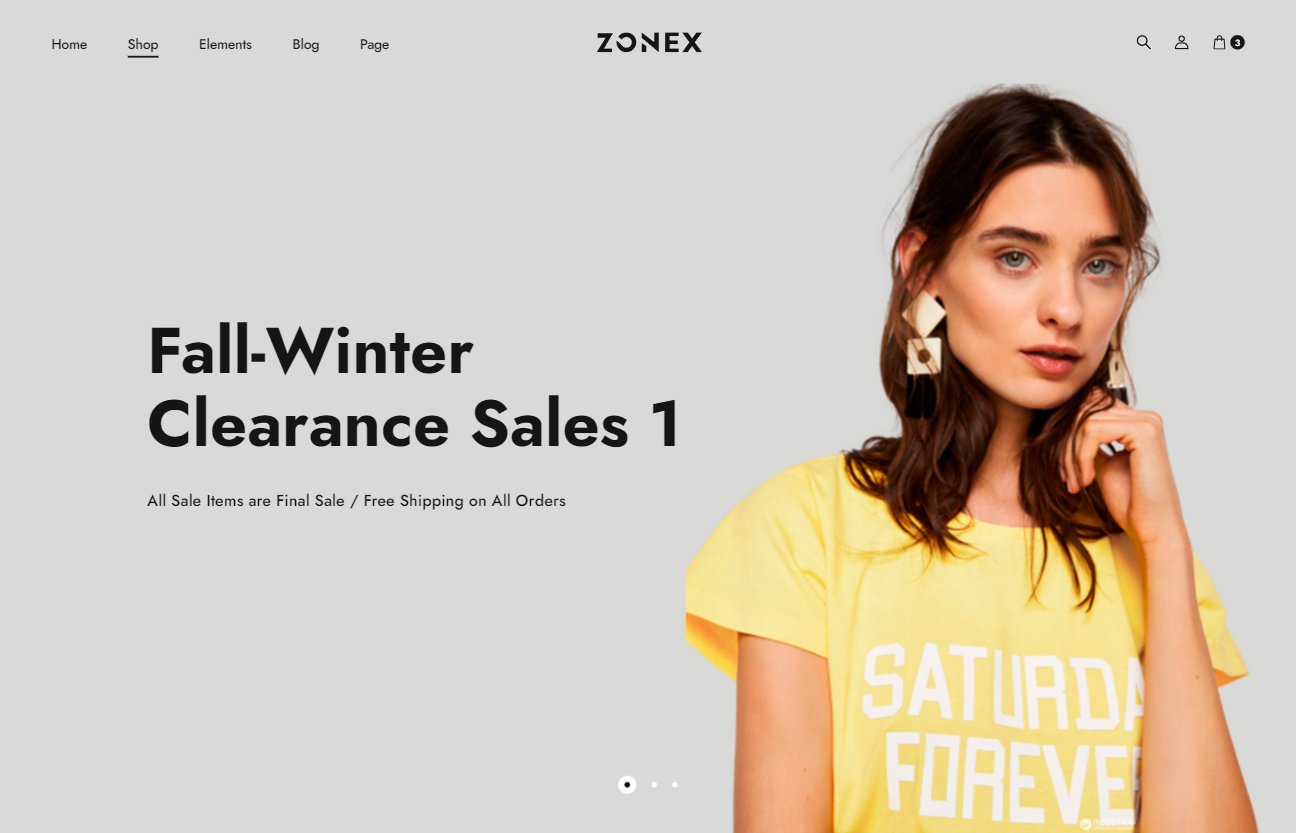 Home
Shop
Elements
Blog
Page
ZONEX
3
Fall-Winter
Clearance Sales 1
All Sale Items are Final Sale / Free Shipping on All Orders
SATURDA
FOREVE